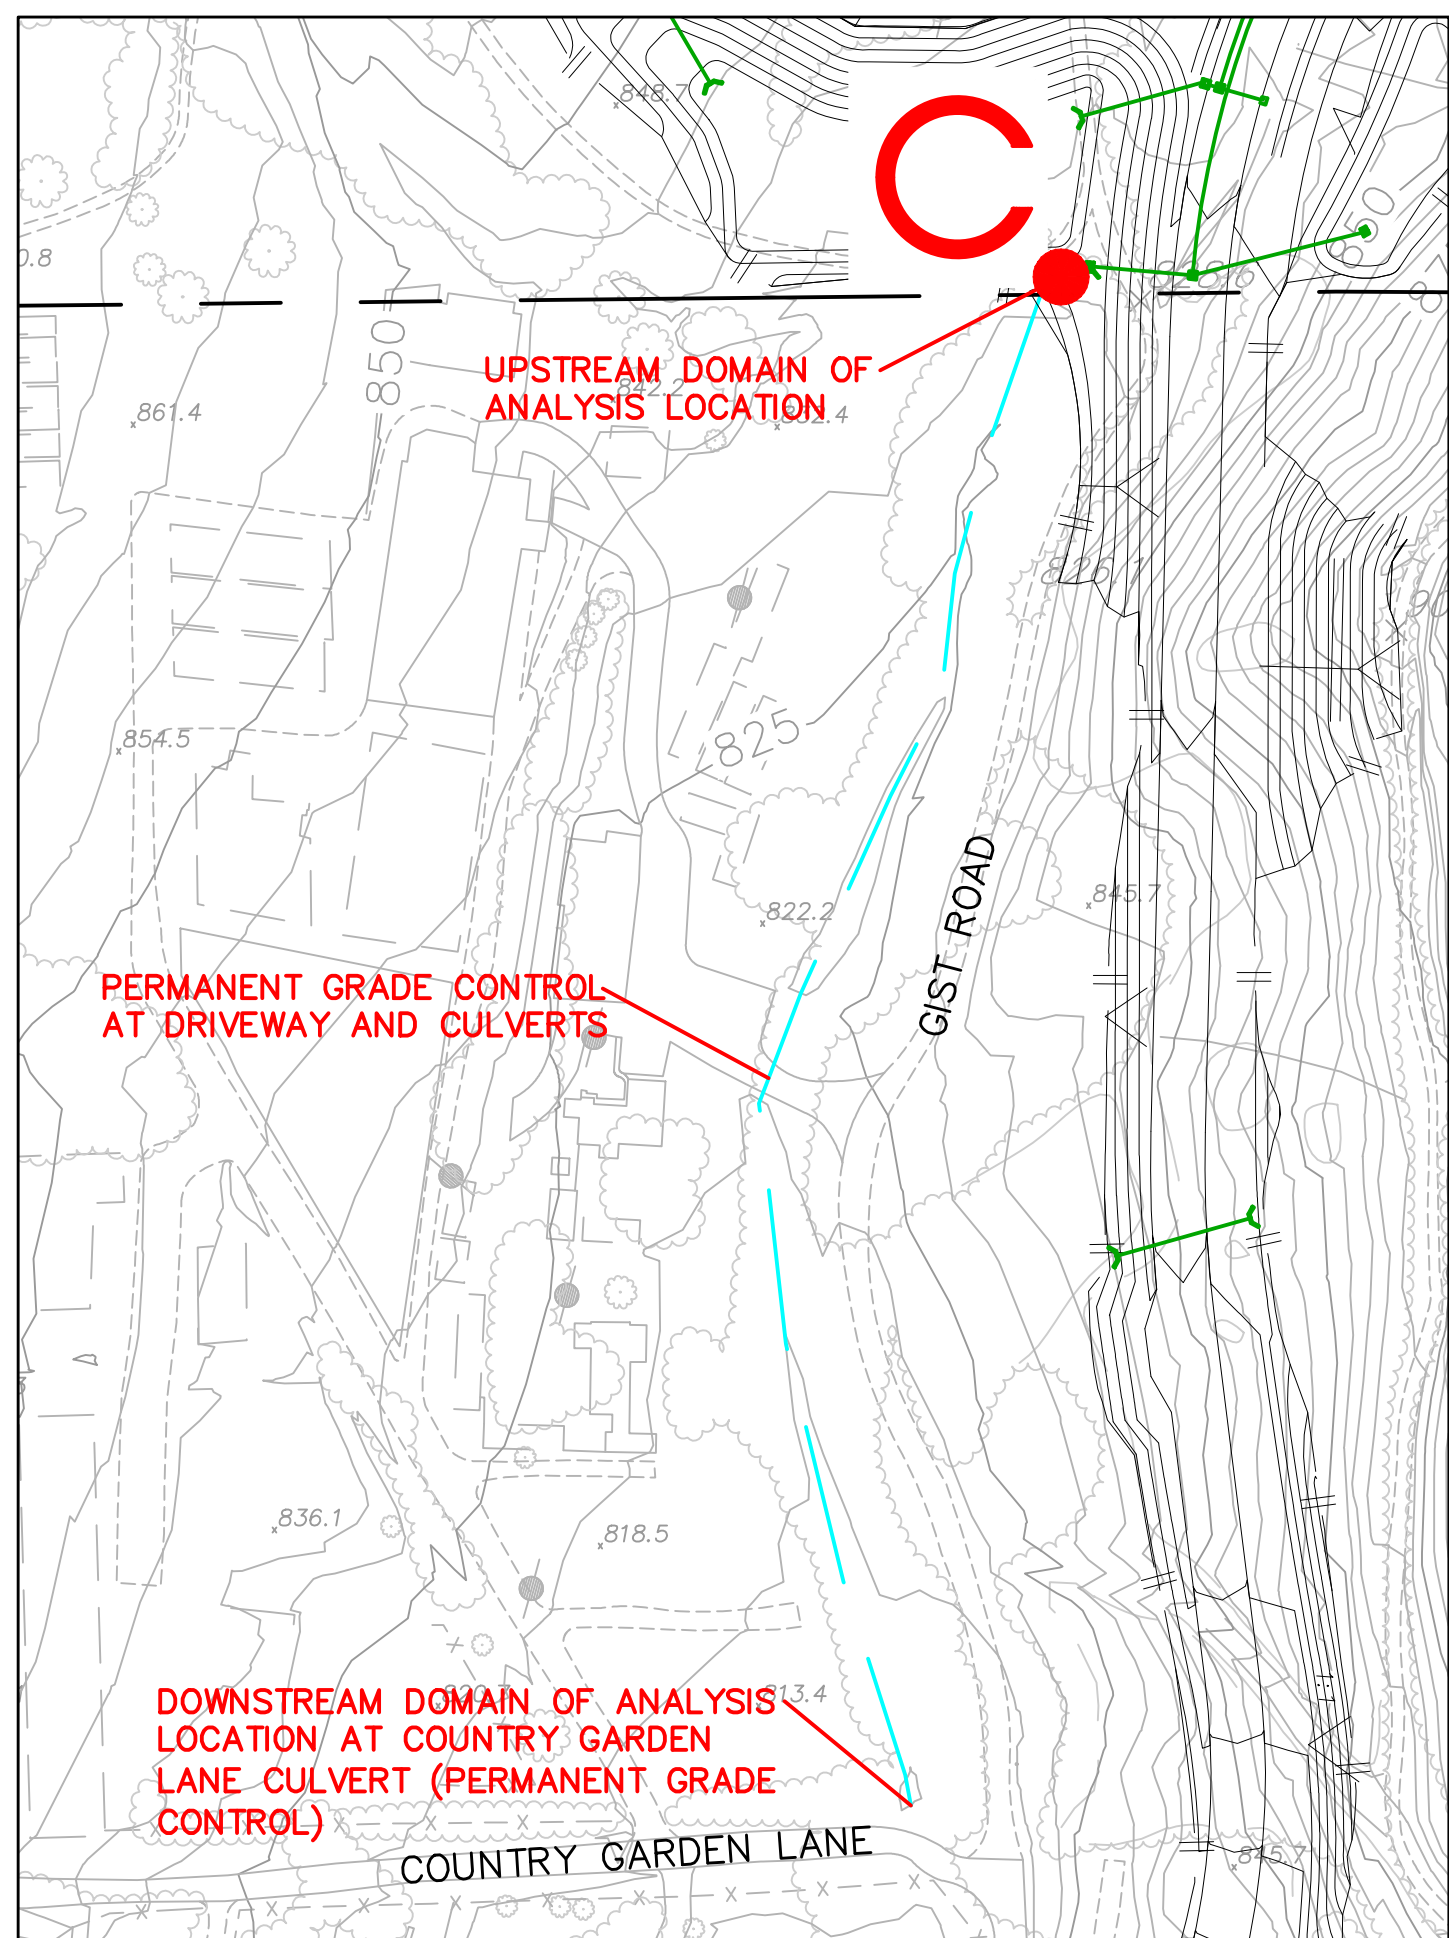 848.7
C
850
0.8
UPSTREAM DOMAIN OF
ANALYSIS LOCATION
850
842.2
832.4
861.4
826.1
825
854.5
822.2
845.7
GIST ROAD
PERMANENT GRADE CONTROL
AT DRIVEWAY AND CULVERTS
836.1
818.5
820.7
813.4
DOWNSTREAM DOMAIN OF ANALYSIS
LOCATION AT COUNTRY GARDEN
LANE CULVERT (PERMANENT GRADE
CONTROL)
COUNTRY GARDEN LANE
845.7